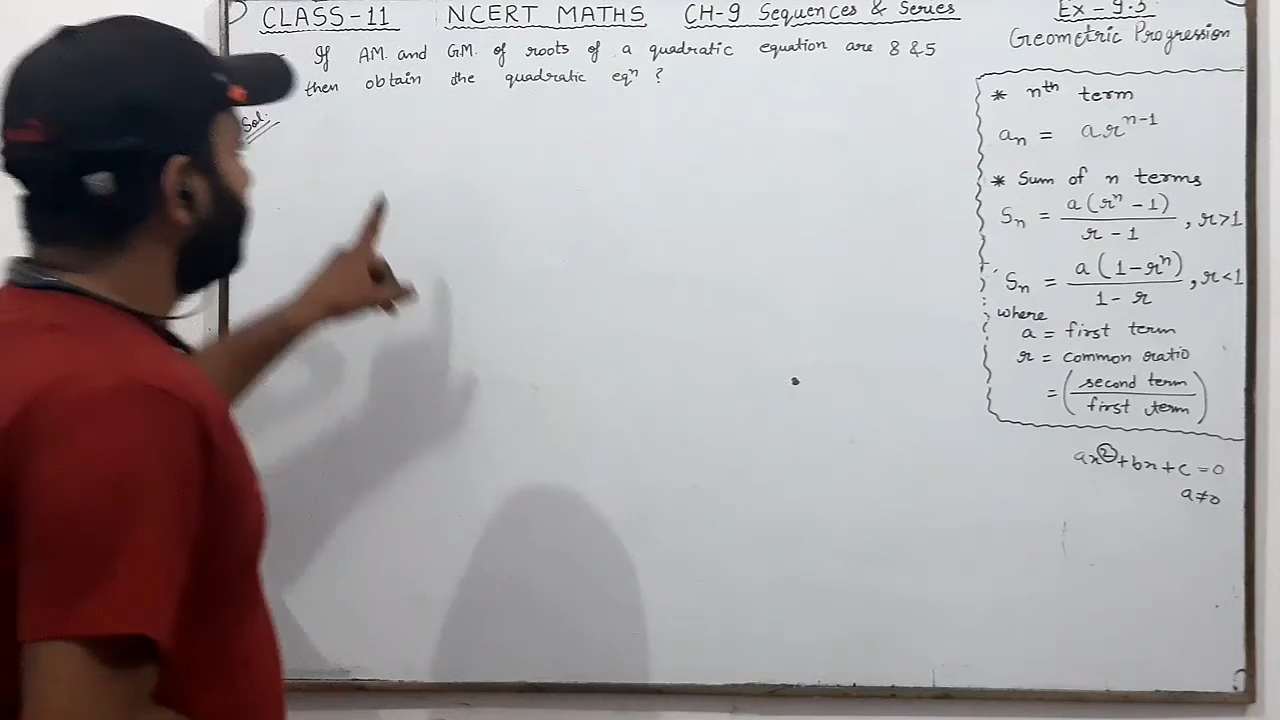 CLASS-11 NCERT MATHS CH-9 Sequences & Series Ex-9.3
Geometric Progression
If AM. and GM. of roots of a quadratic equation are 8 & 5
then obtain the quadratic eqⁿ ?
Sol:
* nᵗʰ term
aₙ = arⁿ⁻¹
* Sum of n terms
Sₙ = a(rⁿ - 1) / r - 1 , r>1
Sₙ = a(1-rⁿ) / 1 - r , r<1
where
a = first term
r = common ratio
= (second term / first term)
ax²+bx+c=0
a≠0